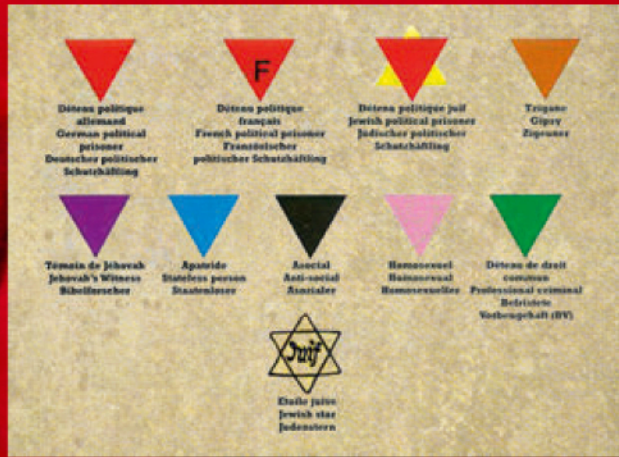 Détenu politique
allemand
German political
prisoner
Deutscher politischer
Schutzhäftling
F
Détenu politique
français
French political prisoner
Französischer
politischer Schutzhäftling
Détenu politique juif
Jewish political prisoner
Jüdischer politischer
Schutzhäftling
Tzigane
Gipsy
Zigeuner
Témoin de Jéhovah
Jehovah's Witness
Bibelforscher
Apatride
Stateless person
Staatenloser
Asocial
Anti-social
Asozialer
Homosexuel
Homosexual
Homosexueller
Détenu de droit
commun
Professional criminal
Befristete
Vorbeugehaft (BV)
Juif
Etoile juive
Jewish star
Judenstern